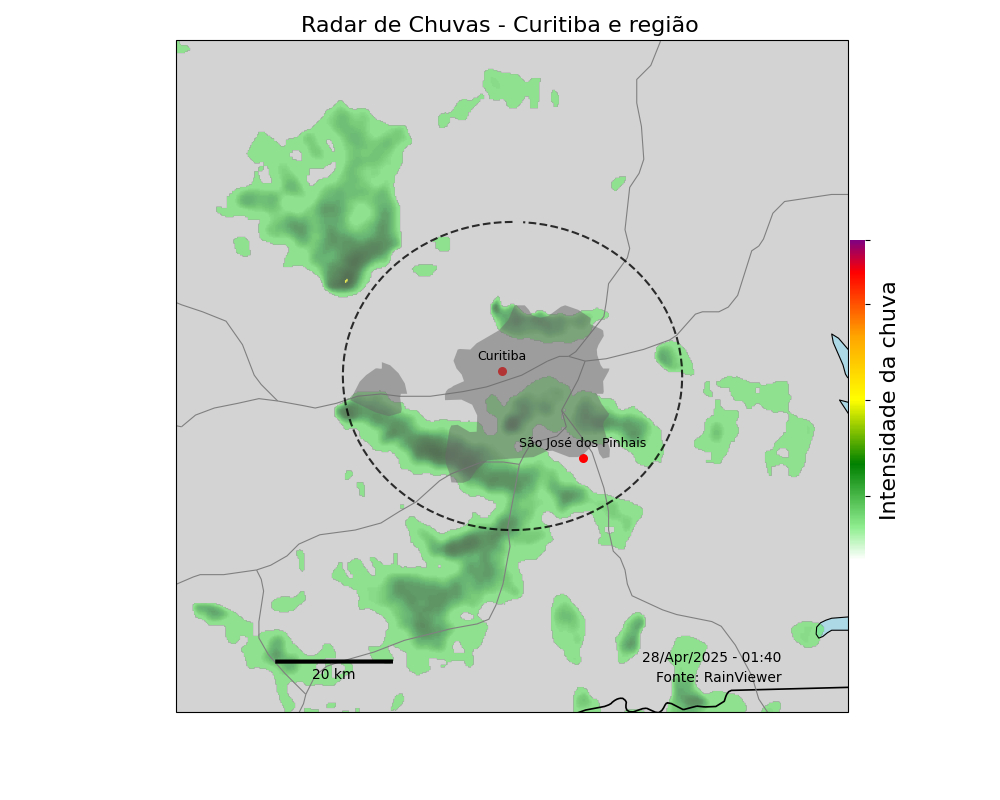 Radar de Chuvas - Curitiba e região
Curitiba
São José dos Pinhais
Intensidade da chuva
28/Apr/2025 - 01:40
Fonte: RainViewer
20 km